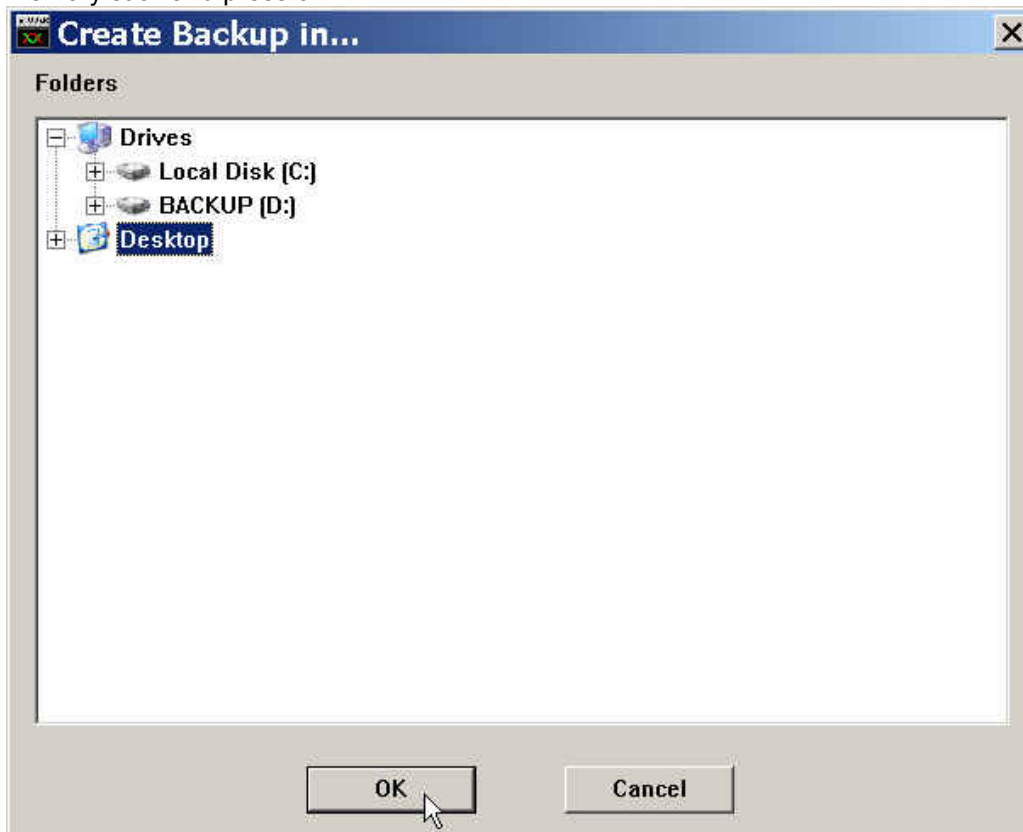 Create Backup in...
Folders
Drives
Local Disk (C:)
BACKUP (D:)
Desktop
OK
Cancel